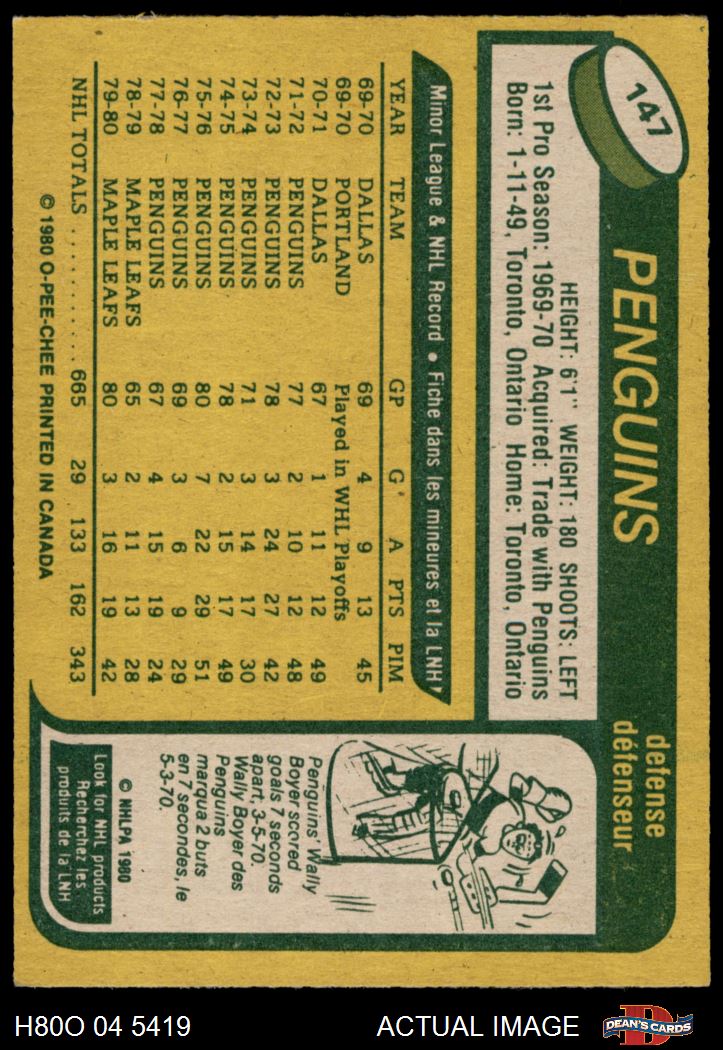 147
PENGUINS
defense
défenseur
HEIGHT: 6'1" WEIGHT: 180 SHOOTS: LEFT
1st Pro Season: 1969-70 Acquired: Trade with Penguins
Born: 1-11-49, Toronto, Ontario Home: Toronto, Ontario
Minor League & NHL Record • Fiche dans les mineures et la LNH
YEAR TEAM GP G A PTS PIM
69-70 DALLAS 69 4 9 13 45
69-70 PORTLAND Played in WHL Playoffs
70-71 DALLAS 67 1 11 12 49
71-72 PENGUINS 77 2 10 12 48
72-73 PENGUINS 78 3 24 27 42
73-74 PENGUINS 71 3 14 17 30
74-75 PENGUINS 78 2 15 17 49
75-76 PENGUINS 80 7 22 29 51
76-77 PENGUINS 69 3 6 9 29
77-78 PENGUINS 67 4 15 19 24
78-79 MAPLE LEAFS 65 2 11 13 28
79-80 MAPLE LEAFS 80 3 16 19 42
NHL TOTALS . . . . . . . . . . . 665 29 133 162 343
© 1980 O-PEE-CHEE PRINTED IN CANADA
Penguins' Wally
Boyer scored
goals 7 seconds
apart, 3-5-70.
Wally Boyer des
Penguins
marqua 2 buts
en 7 secondes, le
5-3-70.
© NHLPA 1980
Look for NHL products
Recherchez les
produits de la LNH
H80O 04 5419
ACTUAL IMAGE
D
DEAN'S CARDS